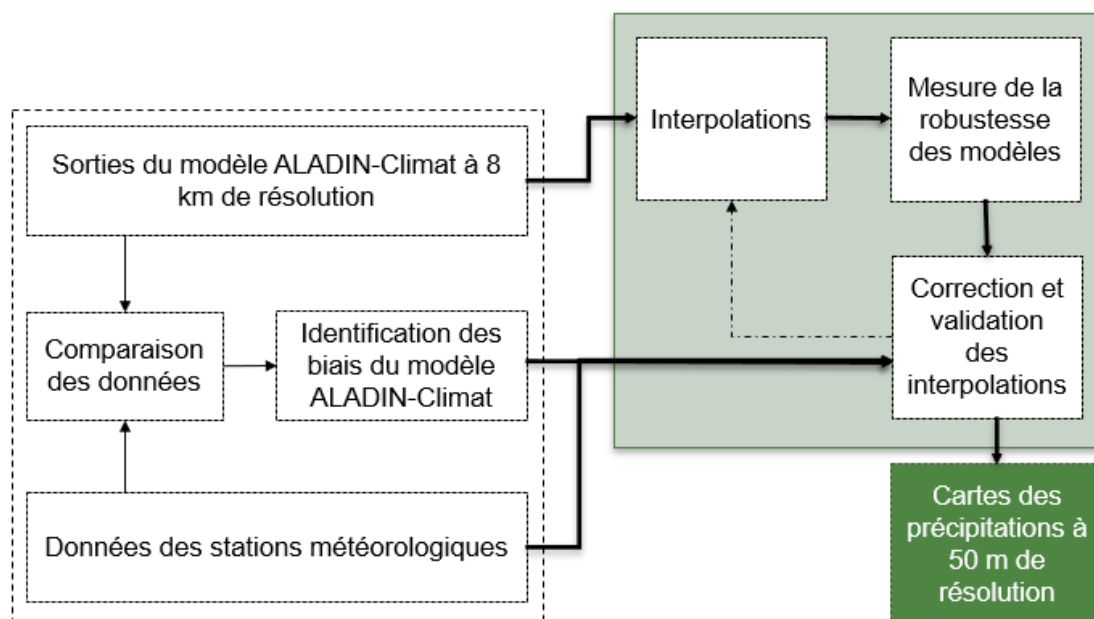 Sorties du modèle ALADIN-Climat à 8
km de résolution
Comparaison
des données
Identification des
biais du modèle
ALADIN-Climat
Données des stations météorologiques
Interpolations
Mesure de la
robustesse
des modèles
Correction et
validation
des
interpolations
Cartes des
précipitations à
50 m de
résolution